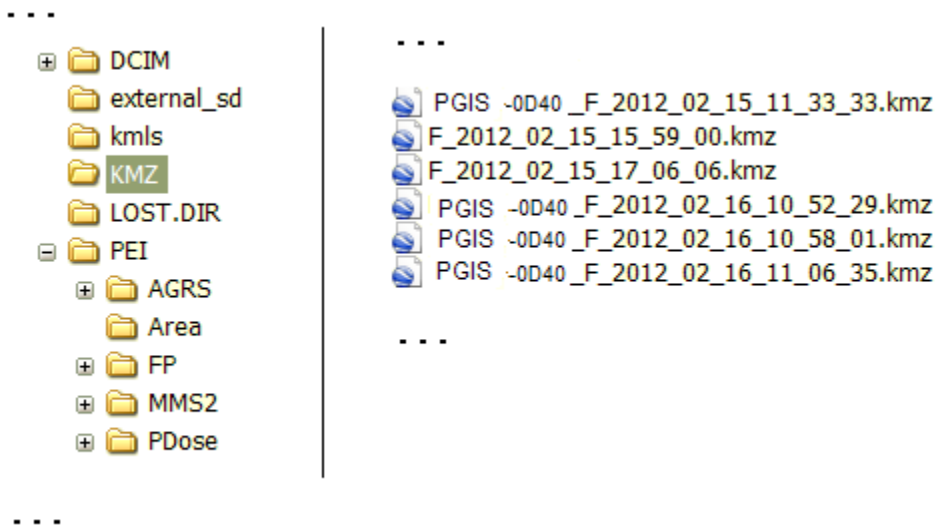 ...
DCIM
external_sd
kmls
KMZ
LOST.DIR
PEI
AGRS
Area
FP
MMS2
PDose
...
...
PGIS -0D40 _F_2012_02_15_11_33_33.kmz
F_2012_02_15_15_59_00.kmz
F_2012_02_15_17_06_06.kmz
PGIS -0D40 _F_2012_02_16_10_52_29.kmz
PGIS -0D40 _F_2012_02_16_10_58_01.kmz
PGIS -0D40 _F_2012_02_16_11_06_35.kmz
...